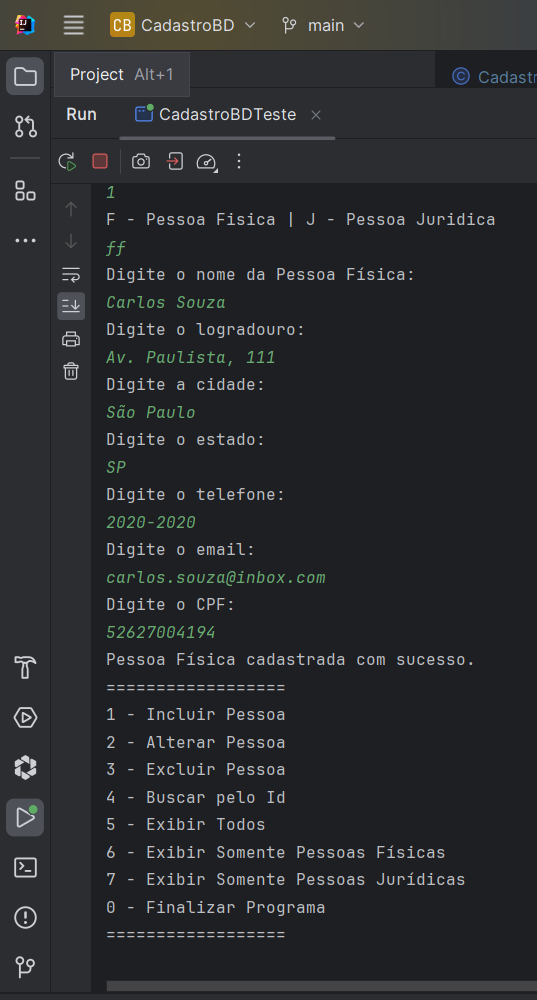 CB CadastroBD main
Project Alt+1
Cadastr
Run CadastroBDTeste
1
F - Pessoa Fisica | J - Pessoa Juridica
ff
Digite o nome da Pessoa Física:
Carlos Souza
Digite o logradouro:
Av. Paulista, 111
Digite a cidade:
São Paulo
Digite o estado:
SP
Digite o telefone:
2020-2020
Digite o email:
carlos.souza@inbox.com
Digite o CPF:
52627004194
Pessoa Física cadastrada com sucesso.
==================
1 - Incluir Pessoa
2 - Alterar Pessoa
3 - Excluir Pessoa
4 - Buscar pelo Id
5 - Exibir Todos
6 - Exibir Somente Pessoas Físicas
7 - Exibir Somente Pessoas Jurídicas
0 - Finalizar Programa
==================